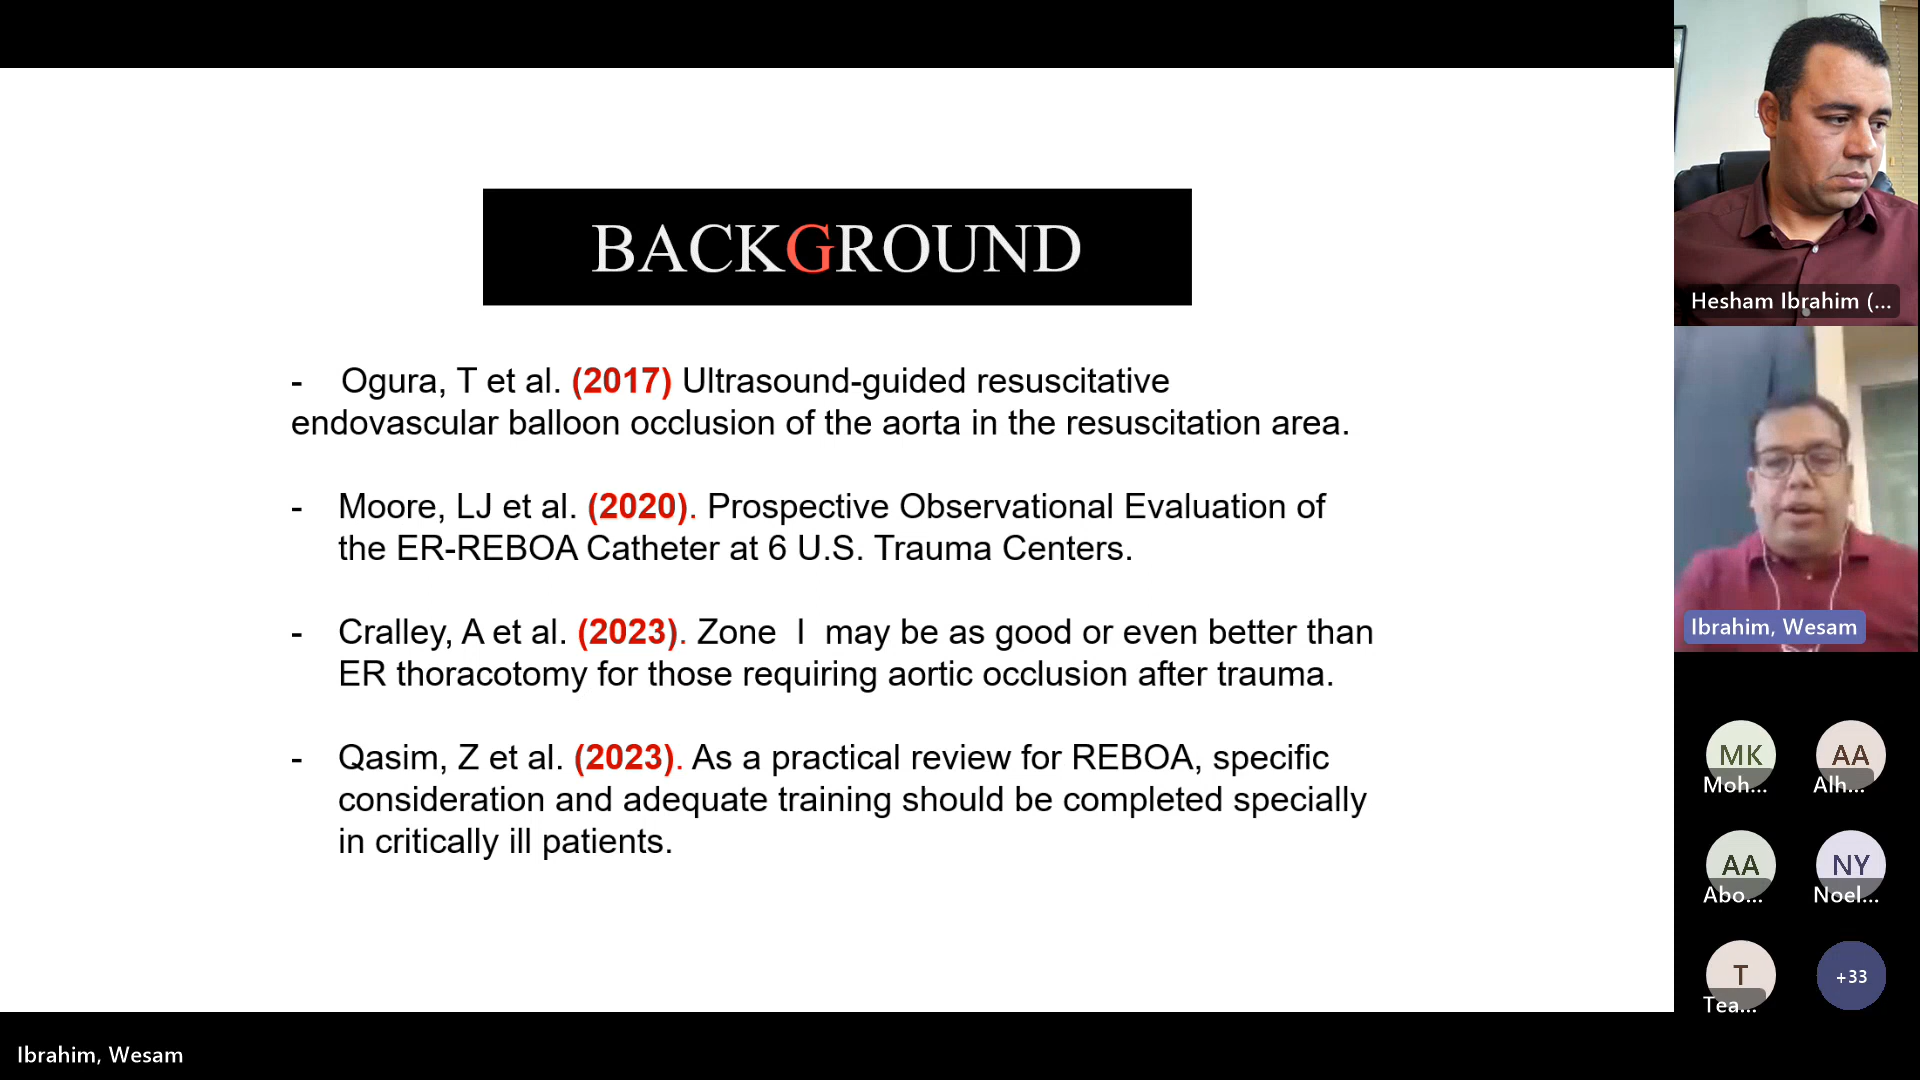 BACKGROUND
- Ogura, T et al. (2017) Ultrasound-guided resuscitative
endovascular balloon occlusion of the aorta in the resuscitation area.
- Moore, LJ et al. (2020). Prospective Observational Evaluation of
the ER-REBOA Catheter at 6 U.S. Trauma Centers.
- Cralley, A et al. (2023). Zone I may be as good or even better than
ER thoracotomy for those requiring aortic occlusion after trauma.
- Qasim, Z et al. (2023). As a practical review for REBOA, specific
consideration and adequate training should be completed specially
in critically ill patients.
Hesham Ibrahim (...
Ibrahim, Wesam
MK
Moh...
AA
Alh...
AA
Abo...
NY
Noel...
T
Tea...
+33
Ibrahim, Wesam